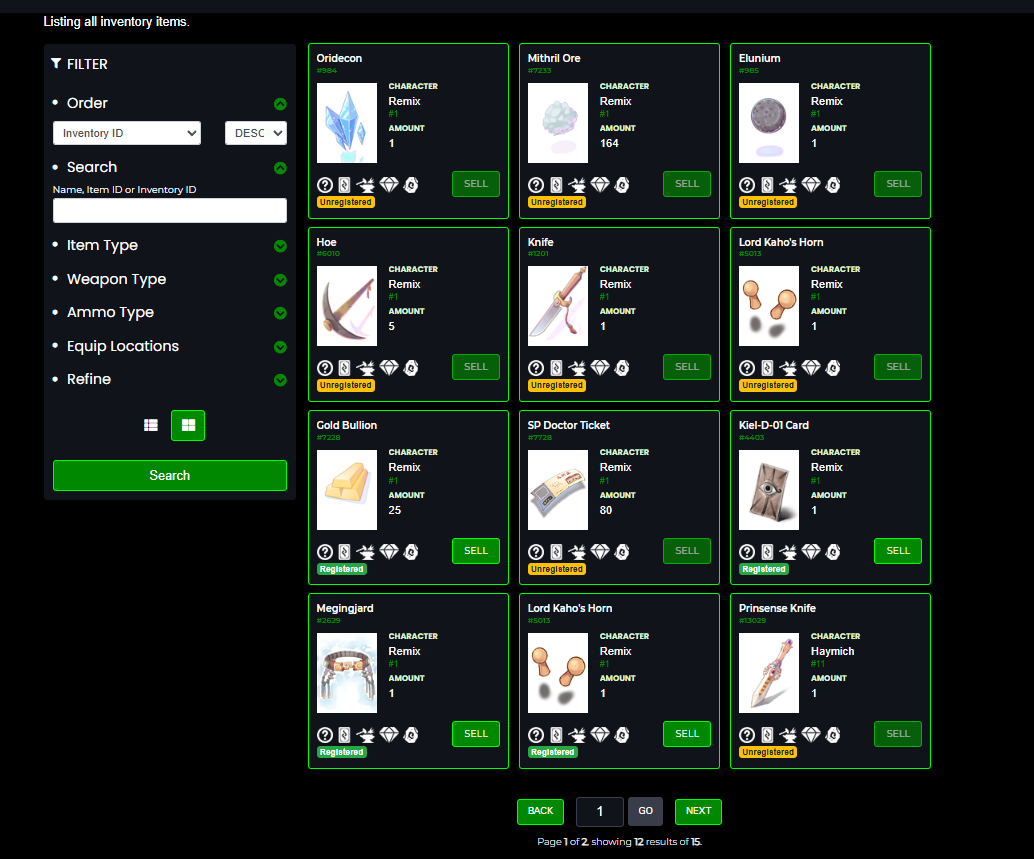 Listing all inventory items.
FILTER
Order
Inventory ID
DESC
Search
Name, Item ID or Inventory ID
Item Type
Weapon Type
Ammo Type
Equip Locations
Refine
Search
Oridecon
#984
CHARACTER
Remix
#1
AMOUNT
1
SELL
Unregistered
Mithril Ore
#7233
CHARACTER
Remix
#1
AMOUNT
164
SELL
Unregistered
Elunium
#985
CHARACTER
Remix
#1
AMOUNT
1
SELL
Unregistered
Hoe
#6010
CHARACTER
Remix
#1
AMOUNT
5
SELL
Unregistered
Knife
#1201
CHARACTER
Remix
#1
AMOUNT
1
SELL
Unregistered
Lord Kaho's Horn
#5013
CHARACTER
Remix
#1
AMOUNT
1
SELL
Unregistered
Gold Bullion
#7228
CHARACTER
Remix
#1
AMOUNT
25
SELL
Registered
SP Doctor Ticket
#7728
CHARACTER
Remix
#1
AMOUNT
80
SELL
Unregistered
Kiel-D-01 Card
#4403
CHARACTER
Remix
#1
AMOUNT
1
SELL
Registered
Megingjard
#2629
CHARACTER
Remix
#1
AMOUNT
1
SELL
Registered
Lord Kaho's Horn
#5013
CHARACTER
Remix
#1
AMOUNT
1
SELL
Registered
Prinsense Knife
#13029
CHARACTER
Haymich
#11
AMOUNT
1
SELL
Unregistered
BACK
1
GO
NEXT
Page 1 of 2, showing 12 results of 15.